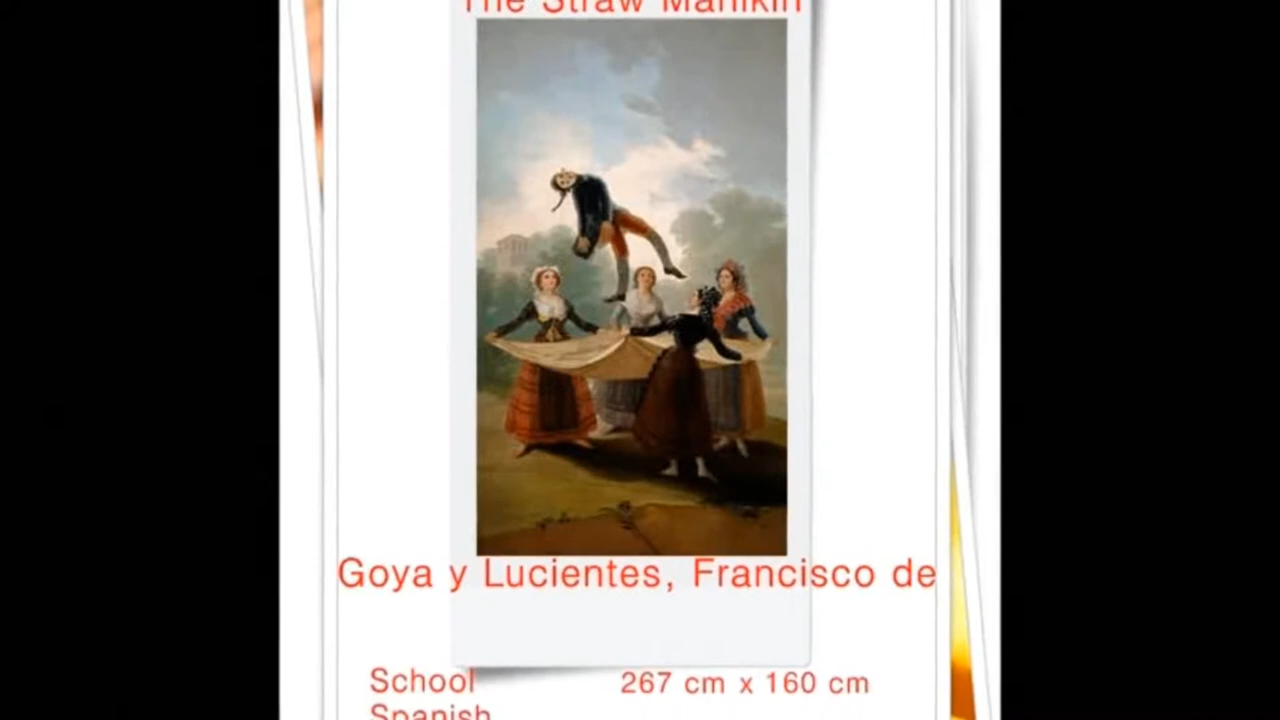 The Straw Manikin
Goya y Lucientes, Francisco de
School 267 cm x 160 cm
Spanish